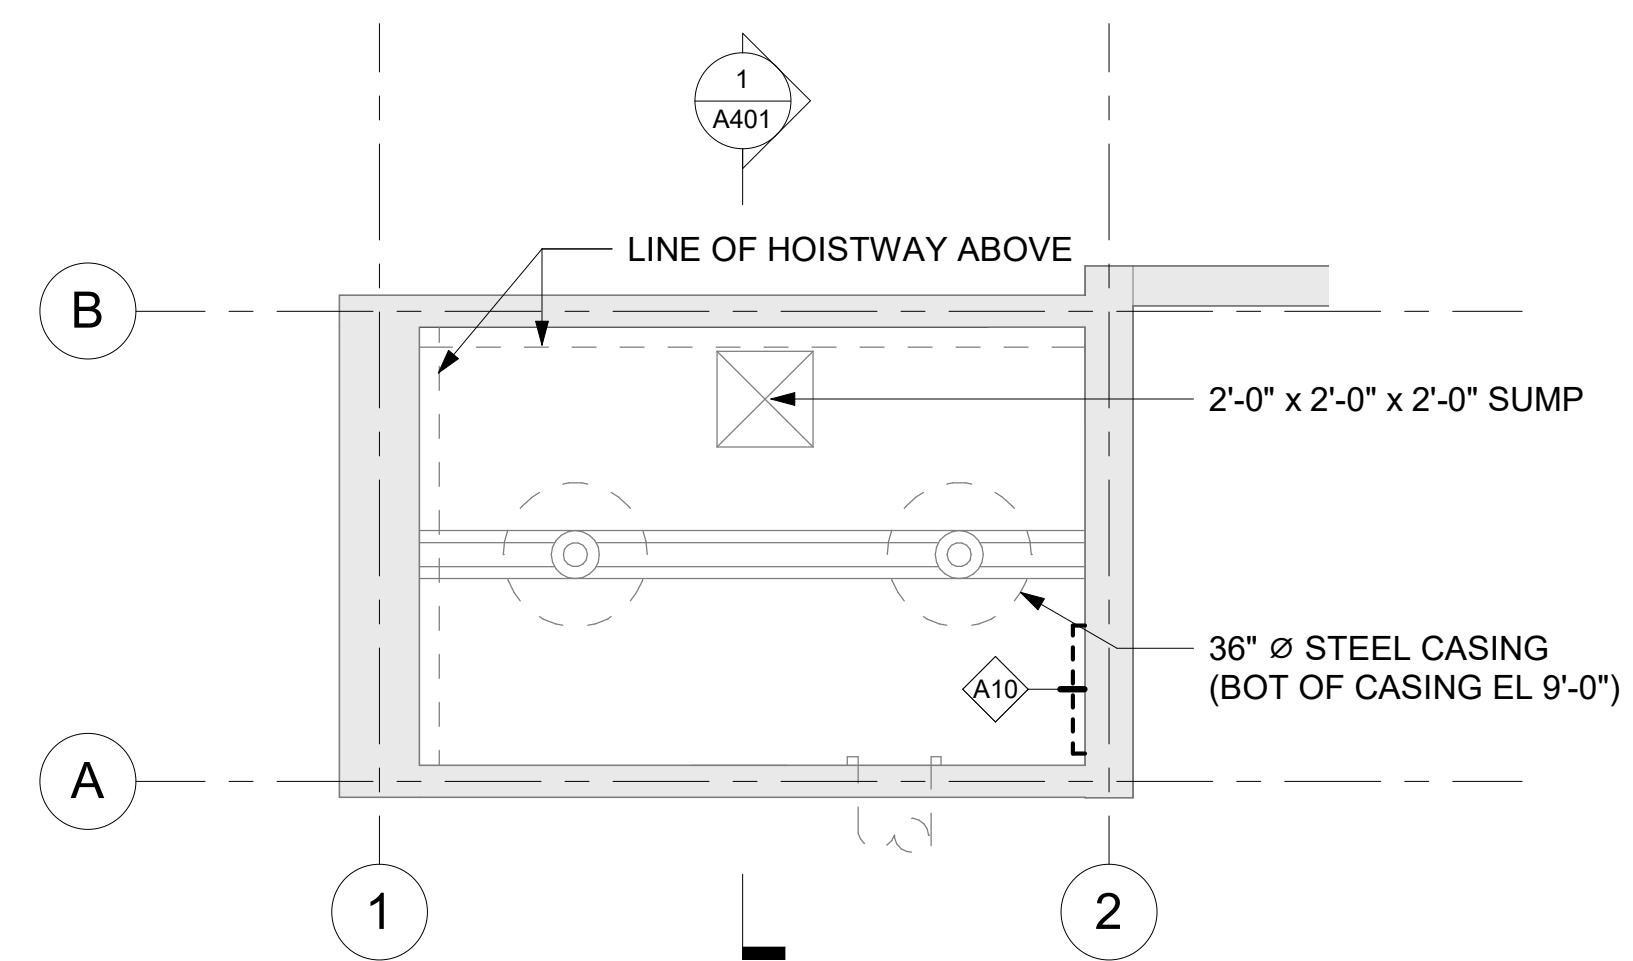 1
A401
LINE OF HOISTWAY ABOVE
B
2'-0" x 2'-0" x 2'-0" SUMP
36" Ø STEEL CASING
(BOT OF CASING EL 9'-0")
A10
A
1
2